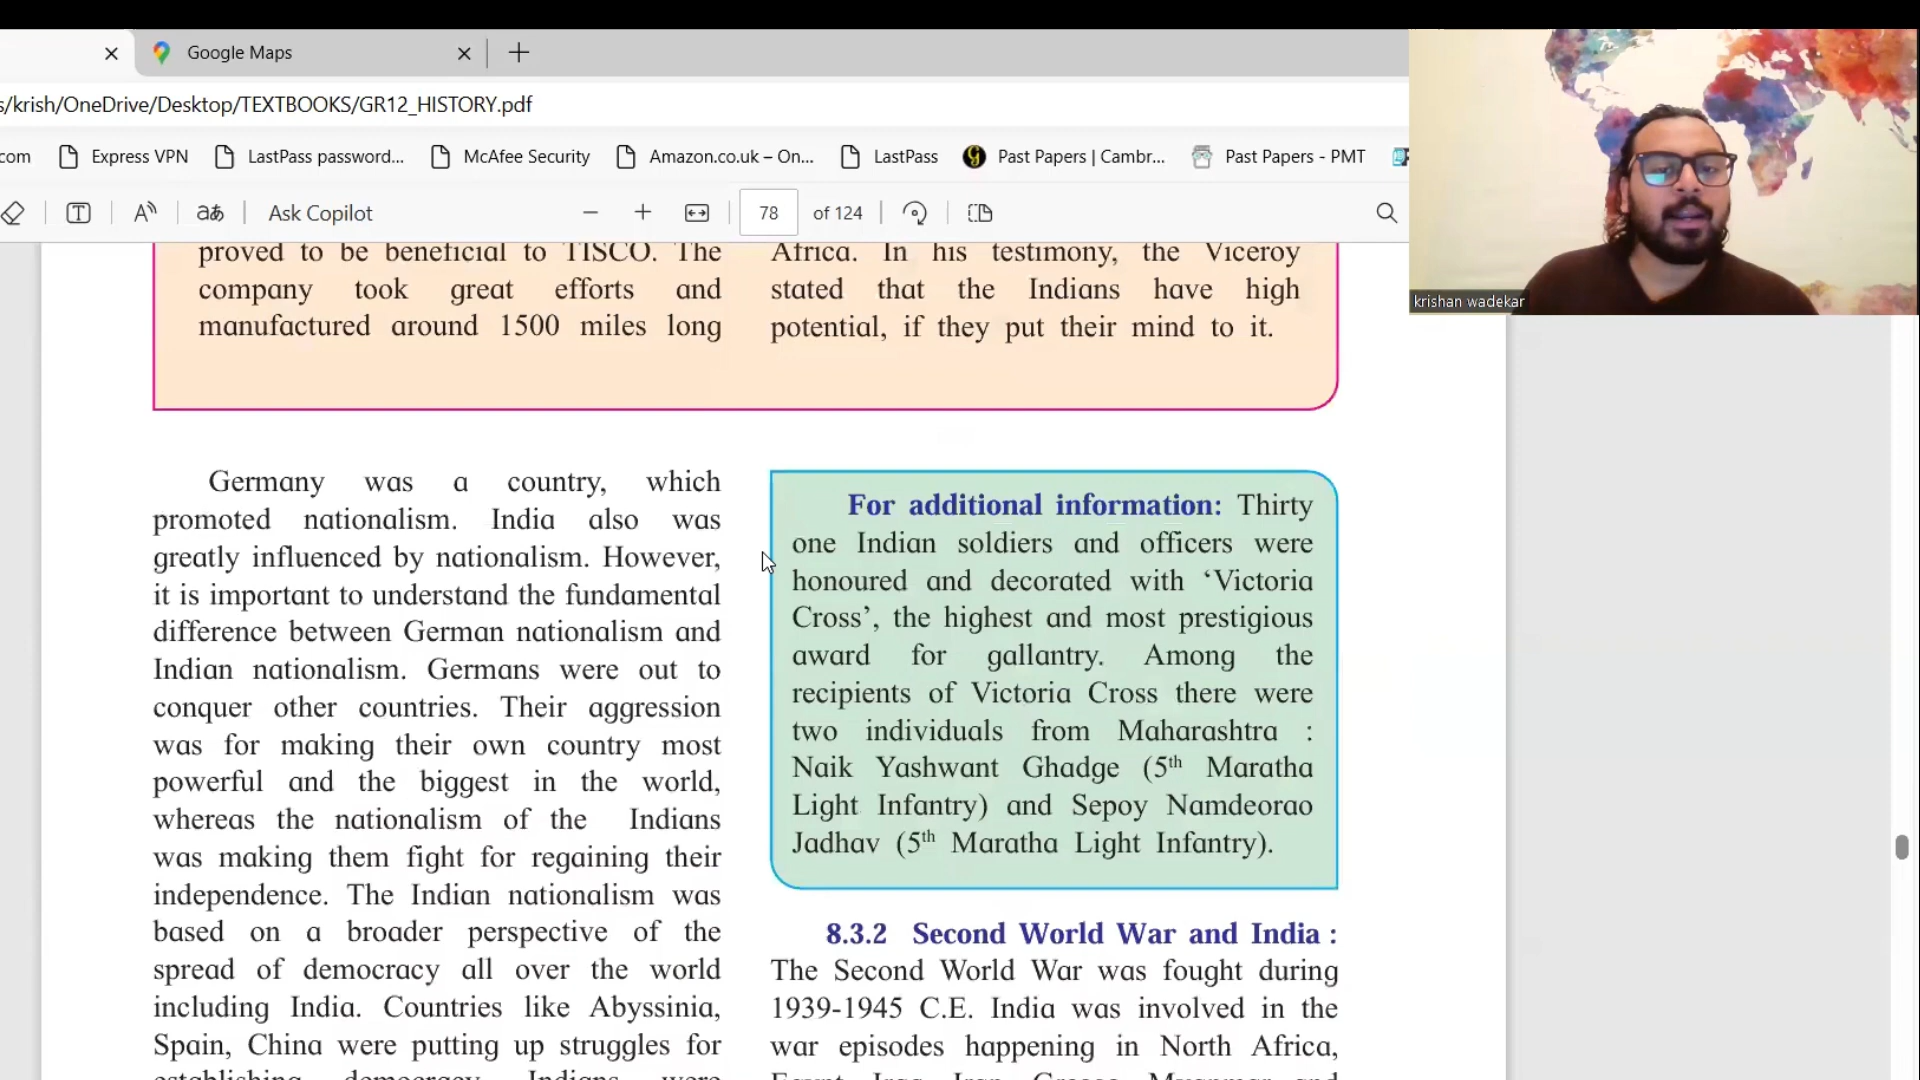 Google Maps
s/krish/OneDrive/Desktop/TEXTBOOKS/GR12_HISTORY.pdf
com
Express VPN
LastPass password...
McAfee Security
Amazon.co.uk – On...
LastPass
Past Papers | Cambr...
Past Papers - PMT
Ask Copilot
78
of 124
krishan wadekar
proved to be beneficial to TISCO. The
company took great efforts and
manufactured around 1500 miles long
Africa. In his testimony, the Viceroy
stated that the Indians have high
potential, if they put their mind to it.
Germany was a country, which
promoted nationalism. India also was
greatly influenced by nationalism. However,
it is important to understand the fundamental
difference between German nationalism and
Indian nationalism. Germans were out to
conquer other countries. Their aggression
was for making their own country most
powerful and the biggest in the world,
whereas the nationalism of the Indians
was making them fight for regaining their
independence. The Indian nationalism was
based on a broader perspective of the
spread of democracy all over the world
including India. Countries like Abyssinia,
Spain, China were putting up struggles for
establishing democracy. Indians were
For additional information: Thirty
one Indian soldiers and officers were
honoured and decorated with ‘Victoria
Cross’, the highest and most prestigious
award for gallantry. Among the
recipients of Victoria Cross there were
two individuals from Maharashtra :
Naik Yashwant Ghadge (5th Maratha
Light Infantry) and Sepoy Namdeorao
Jadhav (5th Maratha Light Infantry).
8.3.2 Second World War and India :
The Second World War was fought during
1939-1945 C.E. India was involved in the
war episodes happening in North Africa,
Egypt, Iraq, Iran, Greece, Myanmar and